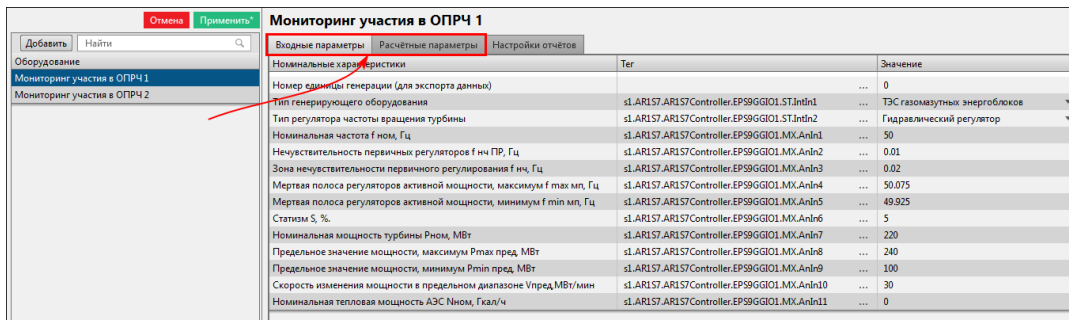 Отмена Применить*
Мониторинг участия в ОПРЧ 1
Добавить Найти
Входные параметры Расчётные параметры Настройки отчётов
Оборудование
Номинальные характеристики Тег Значение
Мониторинг участия в ОПРЧ 1
Мониторинг участия в ОПРЧ 2
Номер единицы генерации (для экспорта данных) ... 0
Тип генерирующего оборудования s1.AR1S7.AR1S7Controller.EPS9GGIO1.ST.IntIn1 ... ТЭС газомазутных энергоблоков
Тип регулятора частоты вращения турбины s1.AR1S7.AR1S7Controller.EPS9GGIO1.ST.IntIn2 ... Гидравлический регулятор
Номинальная частота f ном, Гц s1.AR1S7.AR1S7Controller.EPS9GGIO1.MX.AnIn1 ... 50
Нечувствительность первичных регуляторов f нч ПР, Гц s1.AR1S7.AR1S7Controller.EPS9GGIO1.MX.AnIn2 ... 0.01
Зона нечувствительности первичного регулирования f нч, Гц s1.AR1S7.AR1S7Controller.EPS9GGIO1.MX.AnIn3 ... 0.02
Мертвая полоса регуляторов активной мощности, максимум f max мп, Гц s1.AR1S7.AR1S7Controller.EPS9GGIO1.MX.AnIn4 ... 50.075
Мертвая полоса регуляторов активной мощности, минимум f min мп, Гц s1.AR1S7.AR1S7Controller.EPS9GGIO1.MX.AnIn5 ... 49.925
Статизм S, %. s1.AR1S7.AR1S7Controller.EPS9GGIO1.MX.AnIn6 ... 5
Номинальная мощность турбины Pном, МВт s1.AR1S7.AR1S7Controller.EPS9GGIO1.MX.AnIn7 ... 220
Предельное значение мощности, максимум Pmax пред, МВт s1.AR1S7.AR1S7Controller.EPS9GGIO1.MX.AnIn8 ... 240
Предельное значение мощности, минимум Pmin пред, МВт s1.AR1S7.AR1S7Controller.EPS9GGIO1.MX.AnIn9 ... 100
Скорость изменения мощности в предельном диапазоне Vпред,МВт/мин s1.AR1S7.AR1S7Controller.EPS9GGIO1.MX.AnIn10 ... 30
Номинальная тепловая мощность АЭС Nном, Гкал/ч s1.AR1S7.AR1S7Controller.EPS9GGIO1.MX.AnIn11 ... 0